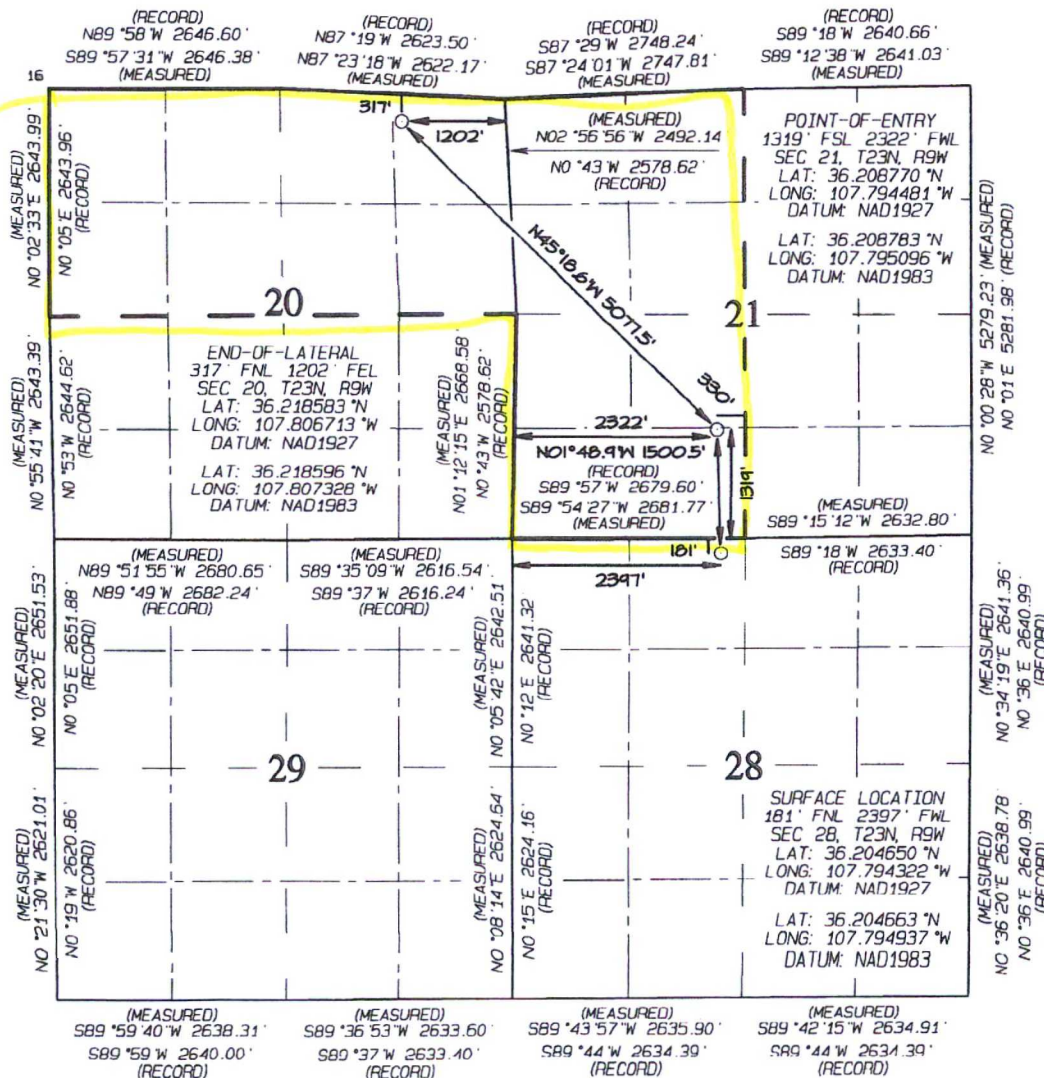 (RECORD)
N89°58'W 2646.60'
S89°57'31"W 2646.38'
(MEASURED)
(RECORD)
N87°19'W 2623.50'
N87°23'18"W 2622.17'
(MEASURED)
(RECORD)
S87°29'W 2748.24'
S87°24'01"W 2747.81'
(MEASURED)
(RECORD)
S89°18'W 2640.66'
S89°12'38"W 2641.03'
(MEASURED)
16
317'
1202'
(MEASURED)
N02°56'56"W 2492.14'
N0°43'W 2578.62'
(RECORD)
POINT-OF-ENTRY
1319' FSL 2322' FWL
SEC 21, T23N, R9W
LAT: 36.208770°N
LONG: 107.794481°W
DATUM: NAD1927
LAT: 36.208783°N
LONG: 107.795096°W
DATUM: NAD1983
(MEASURED)
N0°02'33"E 2643.99'
N0°05'E 2643.96'
(RECORD)
N45°18.6'W 5077.5'
20
21
N0°00'28"W 5279.23' (MEASURED)
N0°01'E 5281.98' (RECORD)
END-OF-LATERAL
317' FNL 1202' FEL
SEC 20, T23N, R9W
LAT: 36.218583°N
LONG: 107.806713°W
DATUM: NAD1927
LAT: 36.218596°N
LONG: 107.807328°W
DATUM: NAD1983
(MEASURED)
N0°55'41"W 2643.39'
N0°53'W 2644.62'
(RECORD)
(MEASURED)
N01°12'15"E 2668.58'
N0°43'W 2578.62'
(RECORD)
330'
2322'
N01°48.9'W 1500.5'
(RECORD)
S89°57'W 2679.60'
S89°54'27"W 2681.77'
(MEASURED)
1319'
(MEASURED)
S89°15'12"W 2632.80'
S89°18'W 2633.40'
(RECORD)
181'
2397'
(MEASURED)
N89°51'55"W 2680.65'
N89°49'W 2682.24'
(RECORD)
(MEASURED)
S89°35'09"W 2616.54'
S89°37'W 2616.24'
(RECORD)
(MEASURED)
N0°02'20"E 2651.53'
N0°05'E 2651.88'
(RECORD)
(MEASURED)
N0°05'42"E 2642.51'
N0°12'E 2641.32'
(RECORD)
(MEASURED)
N0°34'19"E 2641.36'
N0°36'E 2640.99'
(RECORD)
29
28
SURFACE LOCATION
181' FNL 2397' FWL
SEC 28, T23N, R9W
LAT: 36.204650°N
LONG: 107.794322°W
DATUM: NAD1927
LAT: 36.204663°N
LONG: 107.794937°W
DATUM: NAD1983
(MEASURED)
N0°21'30"W 2621.01'
N0°19'W 2620.86'
(RECORD)
(MEASURED)
N0°08'14"E 2624.64'
N0°15'E 2624.16'
(RECORD)
(MEASURED)
N0°36'20"E 2638.78'
N0°36'E 2640.99'
(RECORD)
(MEASURED)
S89°59'40"W 2638.31'
S89°59'W 2640.00'
(RECORD)
(MEASURED)
S89°36'53"W 2633.60'
S89°37'W 2633.40'
(RECORD)
(MEASURED)
S89°43'57"W 2635.90'
S89°44'W 2634.39'
(RECORD)
(MEASURED)
S89°42'15"W 2634.91'
S89°44'W 2634.39'
(RECORD)